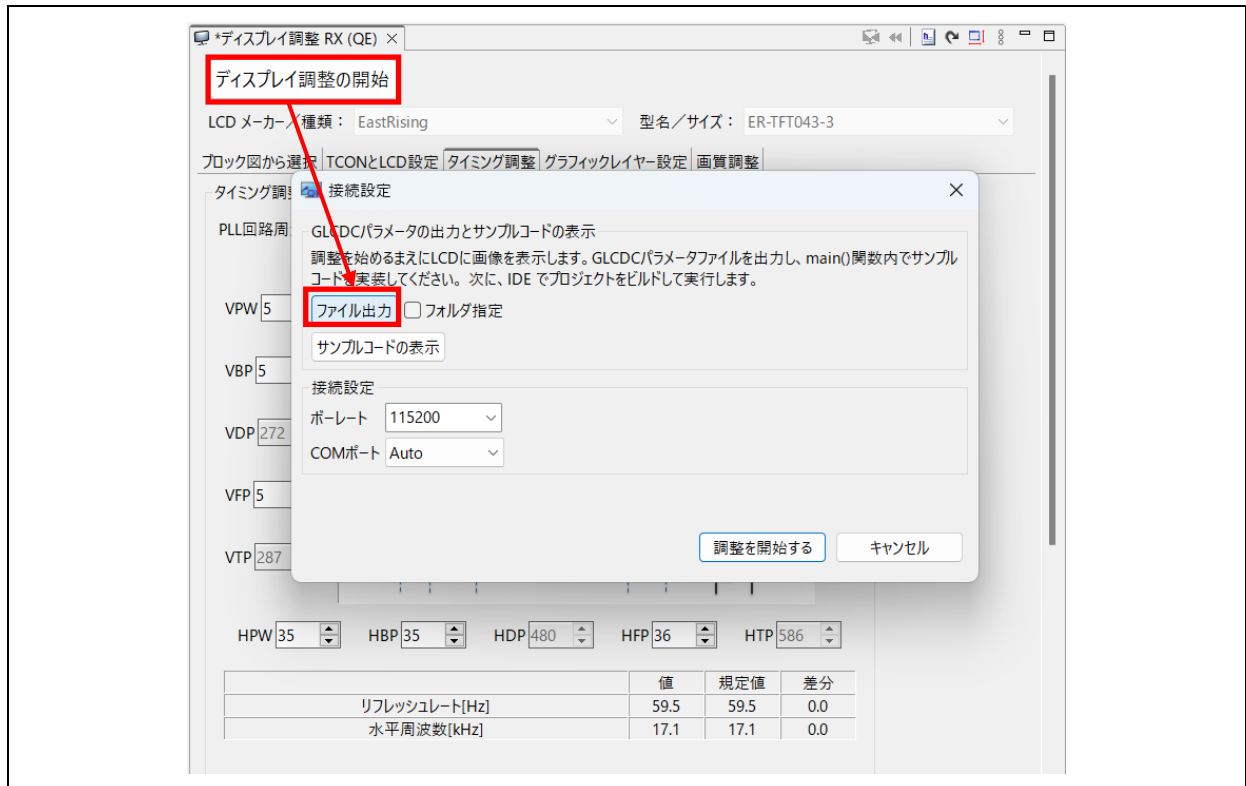 *ディスプレイ調整 RX (QE) ×
ディスプレイ調整の開始
LCD メーカー／種類： EastRising 型名／サイズ： ER-TFT043-3
ブロック図から選択 TCONとLCD設定 タイミング調整 グラフィックレイヤー設定 画質調整
タイミング調
接続設定
PLL回路周
GLCDCパラメータの出力とサンプルコードの表示
調整を始めるまえにLCDに画像を表示します。GLCDCパラメータファイルを出力し、main()関数内でサンプル
コードを実装してください。次に、IDE でプロジェクトをビルドして実行します。
VPW 5
ファイル出力 フォルダ指定
サンプルコードの表示
VBP 5
接続設定
ボーレート 115200
VDP 272
COMポート Auto
VFP 5
調整を開始する キャンセル
VTP 287
HPW 35 HBP 35 HDP 480 HFP 36 HTP 586
値 規定値 差分
リフレッシュレート[Hz] 59.5 59.5 0.0
水平周波数[kHz] 17.1 17.1 0.0